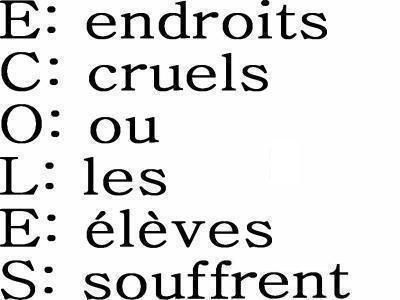 E: endroits
C: cruels
O: ou
L: les
E: élèves
S: souffrent